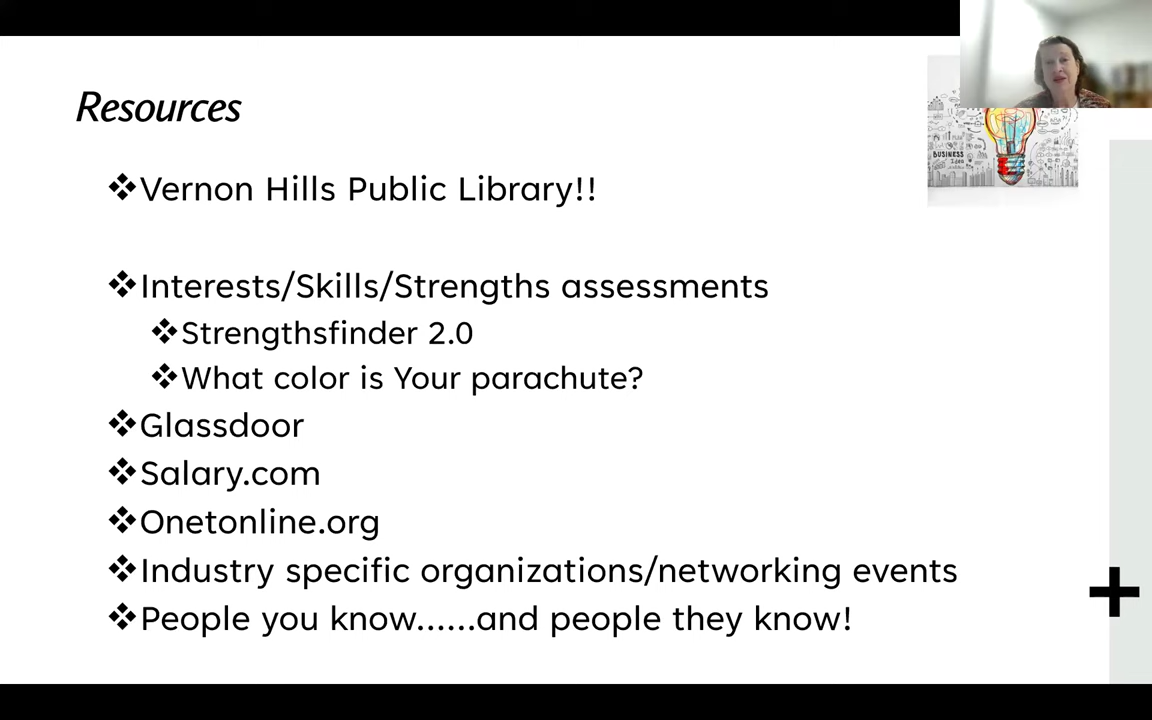 Resources
❖Vernon Hills Public Library!!
❖Interests/Skills/Strengths assessments
❖Strengthsfinder 2.0
❖What color is Your parachute?
❖Glassdoor
❖Salary.com
❖Onetonline.org
❖Industry specific organizations/networking events
❖People you know......and people they know!
BUSINESS
Idea
+